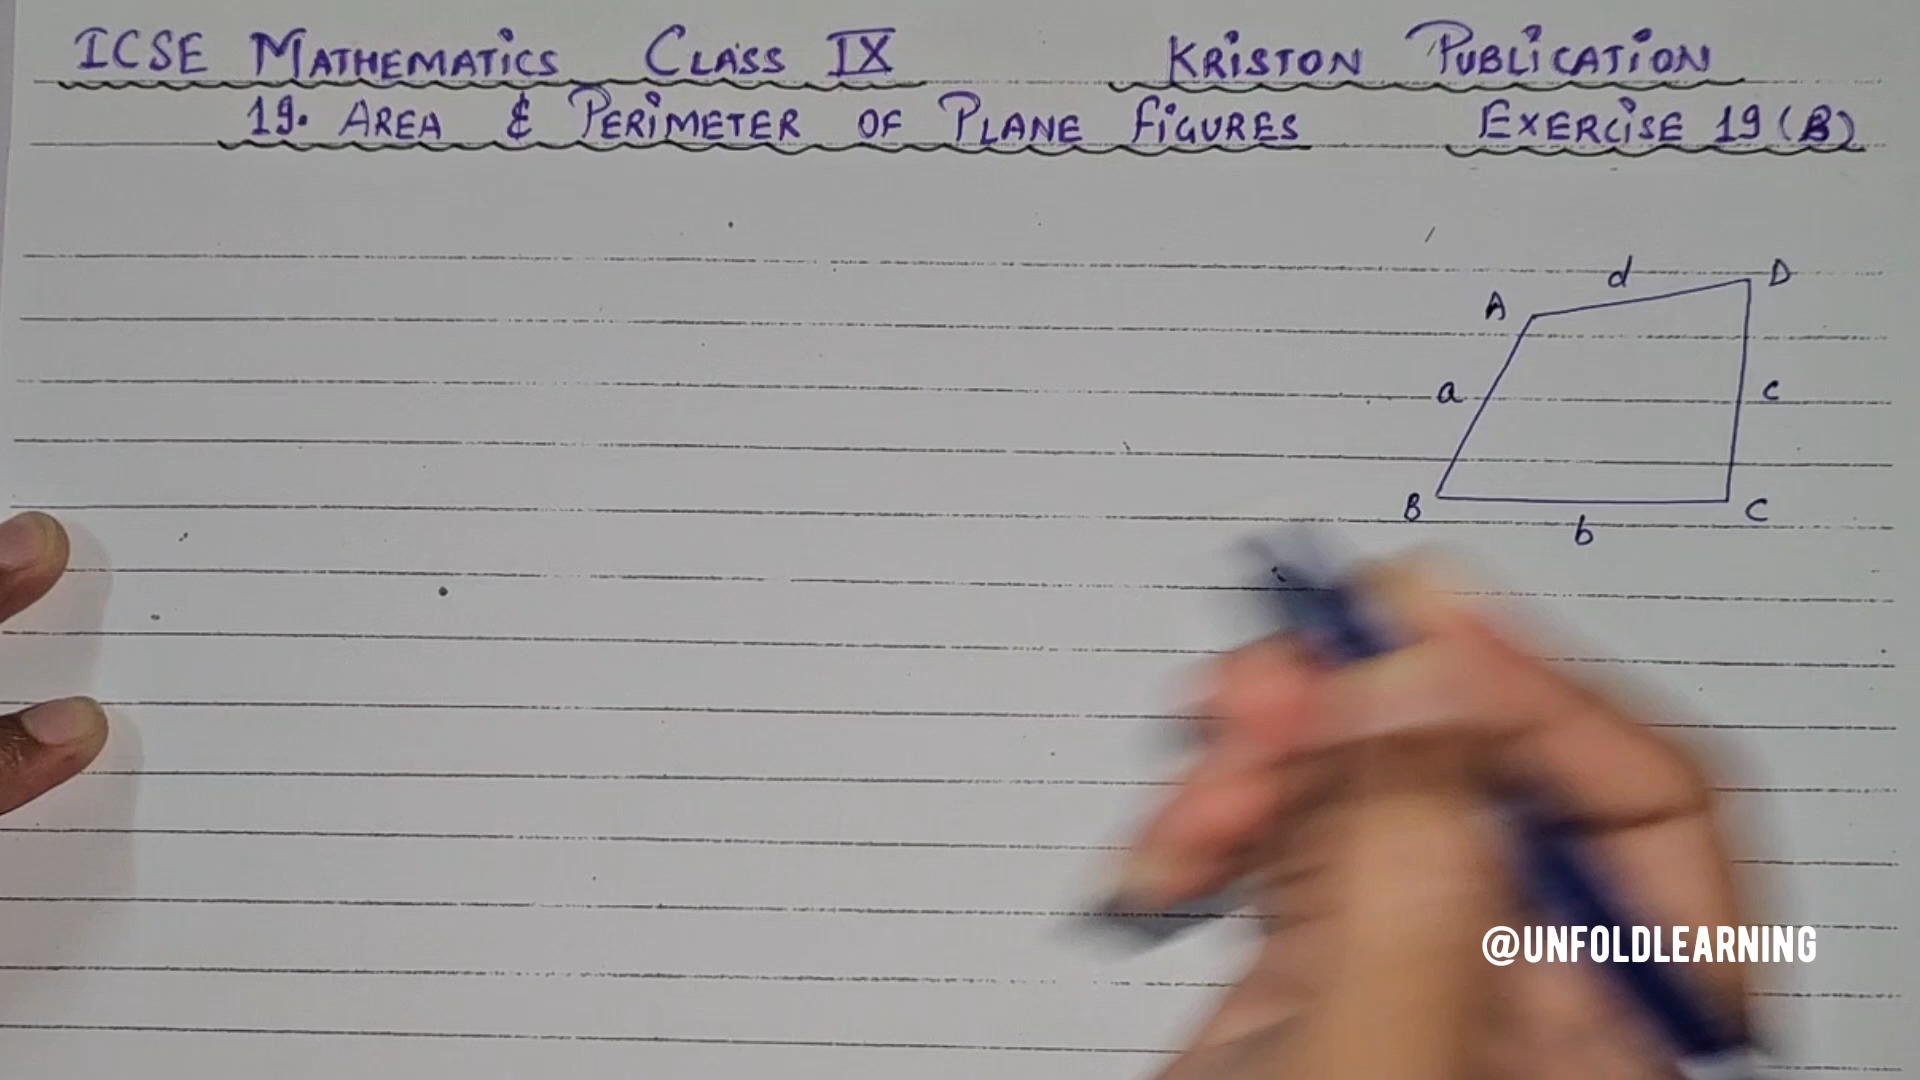 ICSE MATHEMATICS CLASS IX KRISTON PUBLICATION
19. AREA & PERIMETER OF PLANE FIGURES EXERCISE 19(B)
d D
A
a c
B C
b
@UNFOLDLEARNING